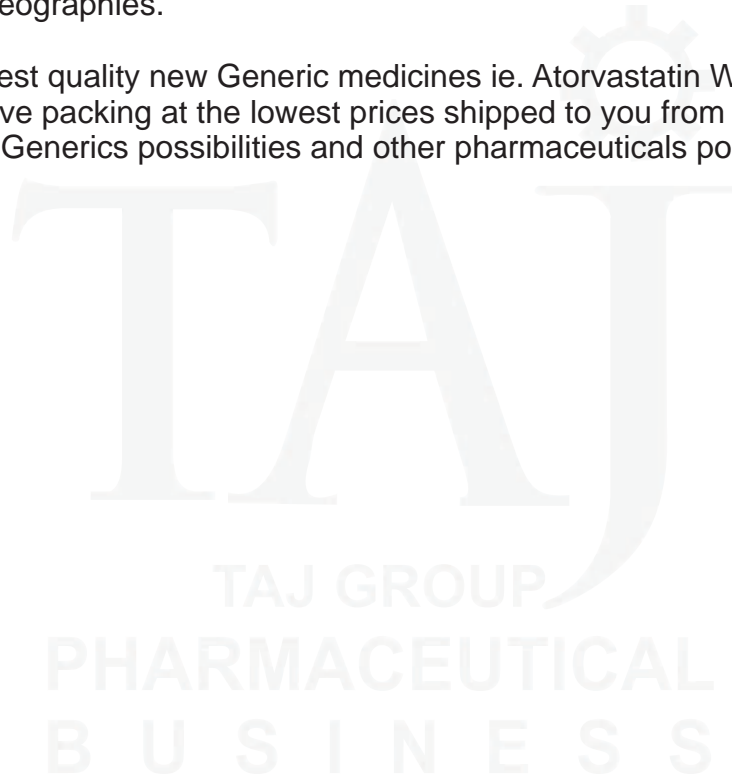 eographies.
est quality new Generic medicines ie. Atorvastatin W
ve packing at the lowest prices shipped to you from
Generics possibilities and other pharmaceuticals po
TAJ
TAJ GROUP
PHARMACEUTICAL
BUSINESS